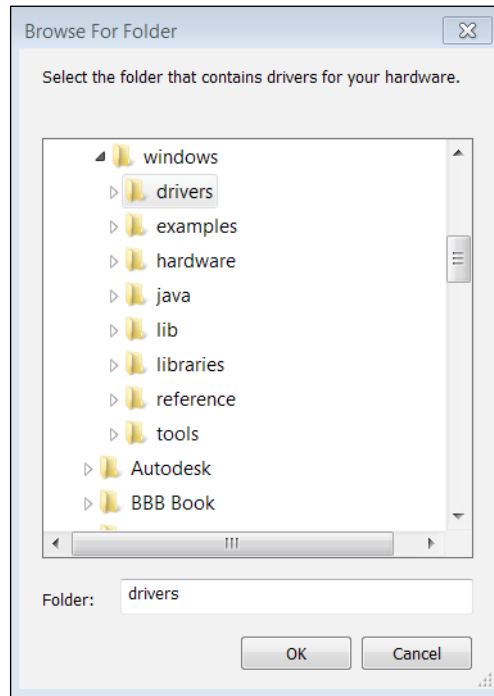 Browse For Folder
Select the folder that contains drivers for your hardware.
windows
drivers
examples
hardware
java
lib
libraries
reference
tools
Autodesk
BBB Book
Folder:
drivers
OK
Cancel